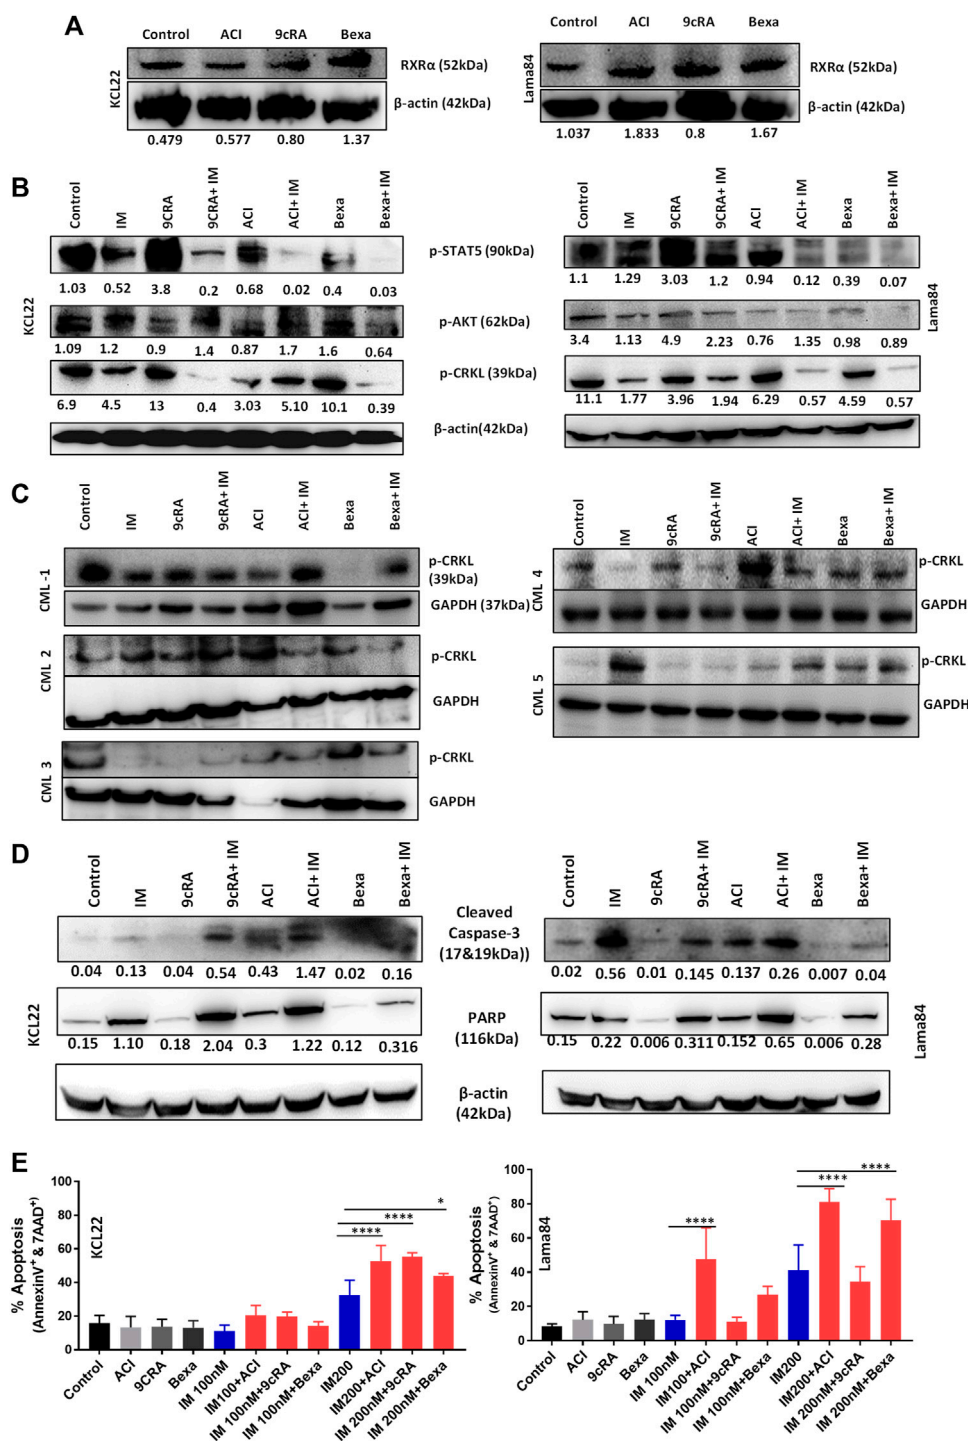 A
Control ACI 9cRA Bexa
KCL22
RXRα (52kDa)
β-actin (42kDa)
0.479 0.577 0.80 1.37
Control ACI 9cRA Bexa
Lama84
RXRα (52kDa)
β-actin (42kDa)
1.037 1.833 0.8 1.67
B
Control IM 9CRA 9CRA+ IM ACI ACI+ IM Bexa Bexa+ IM
KCL22
p-STAT5 (90kDa)
1.03 0.52 3.8 0.2 0.68 0.02 0.4 0.03
p-AKT (62kDa)
1.09 1.2 0.9 1.4 0.87 1.7 1.6 0.64
p-CRKL (39kDa)
6.9 4.5 13 0.4 3.03 5.10 10.1 0.39
β-actin(42kDa)
Control IM 9CRA 9CRA+ IM ACI ACI+ IM Bexa Bexa+ IM
Lama84
1.1 1.29 3.03 1.2 0.94 0.12 0.39 0.07
3.4 1.13 4.9 2.23 0.76 1.35 0.98 0.89
11.1 1.77 3.96 1.94 6.29 0.57 4.59 0.57
C
Control IM 9cRA 9cRA+ IM ACI ACI+ IM Bexa Bexa+ IM
CML -1
p-CRKL
(39kDa)
GAPDH (37kDa)
CML 2
p-CRKL
GAPDH
CML 3
p-CRKL
GAPDH
Control IM 9cRA 9cRA+ IM ACI ACI+ IM Bexa Bexa+ IM
CML 4
p-CRKL
GAPDH
CML 5
p-CRKL
GAPDH
D
Control IM 9cRA 9cRA+ IM ACI ACI+ IM Bexa Bexa+ IM
KCL22
Cleaved
Caspase-3
(17&19kDa))
0.04 0.13 0.04 0.54 0.43 1.47 0.02 0.16
PARP
(116kDa)
0.15 1.10 0.18 2.04 0.3 1.22 0.12 0.316
β-actin
(42kDa)
Control IM 9cRA 9cRA+ IM ACI ACI+ IM Bexa Bexa+ IM
Lama84
0.02 0.56 0.01 0.145 0.137 0.26 0.007 0.04
0.15 0.22 0.006 0.311 0.152 0.65 0.006 0.28
E
% Apoptosis
(AnnexinV⁺ & 7AAD⁺)
KCL22
100
80
60
40
20
0
*
****
****
Control ACI 9CRA Bexa IM 100nM IM100+ACI IM 100nM+9cRA IM 100nM+Bexa IM200 IM200+ACI IM 200nM+9cRA IM 200nM+Bexa
% Apoptosis
(AnnexinV⁺ & 7AAD⁺)
Lama84
100
80
60
40
20
0
****
****
****
Control ACI 9CRA Bexa IM 100nM IM100+ACI IM 100nM+9cRA IM 100nM+Bexa IM200 IM200+ACI IM 200nM+9cRA IM 200nM+Bexa